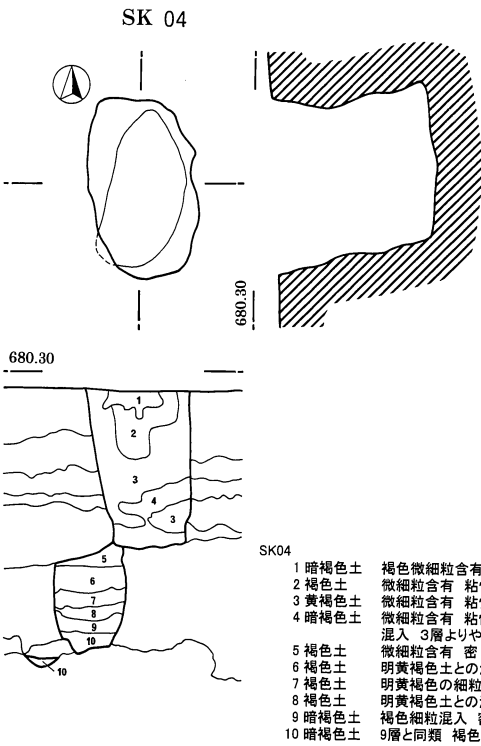 SK 04
680.30
680.30
1
2
3
4
3
5
6
7
8
9
10
10
SK04
1 暗褐色土 褐色微細粒含有
2 褐色土 微細粒含有 粘
3 黄褐色土 微細粒含有 粘
4 暗褐色土 微細粒含有 粘
混入 3層よりや
5 褐色土 微細粒含有 密
6 褐色土 明黄褐色土との
7 褐色土 明黄褐色の細粒
8 褐色土 明黄褐色土との
9 暗褐色土 褐色細粒混入 密
10 暗褐色土 9層と同類 褐色